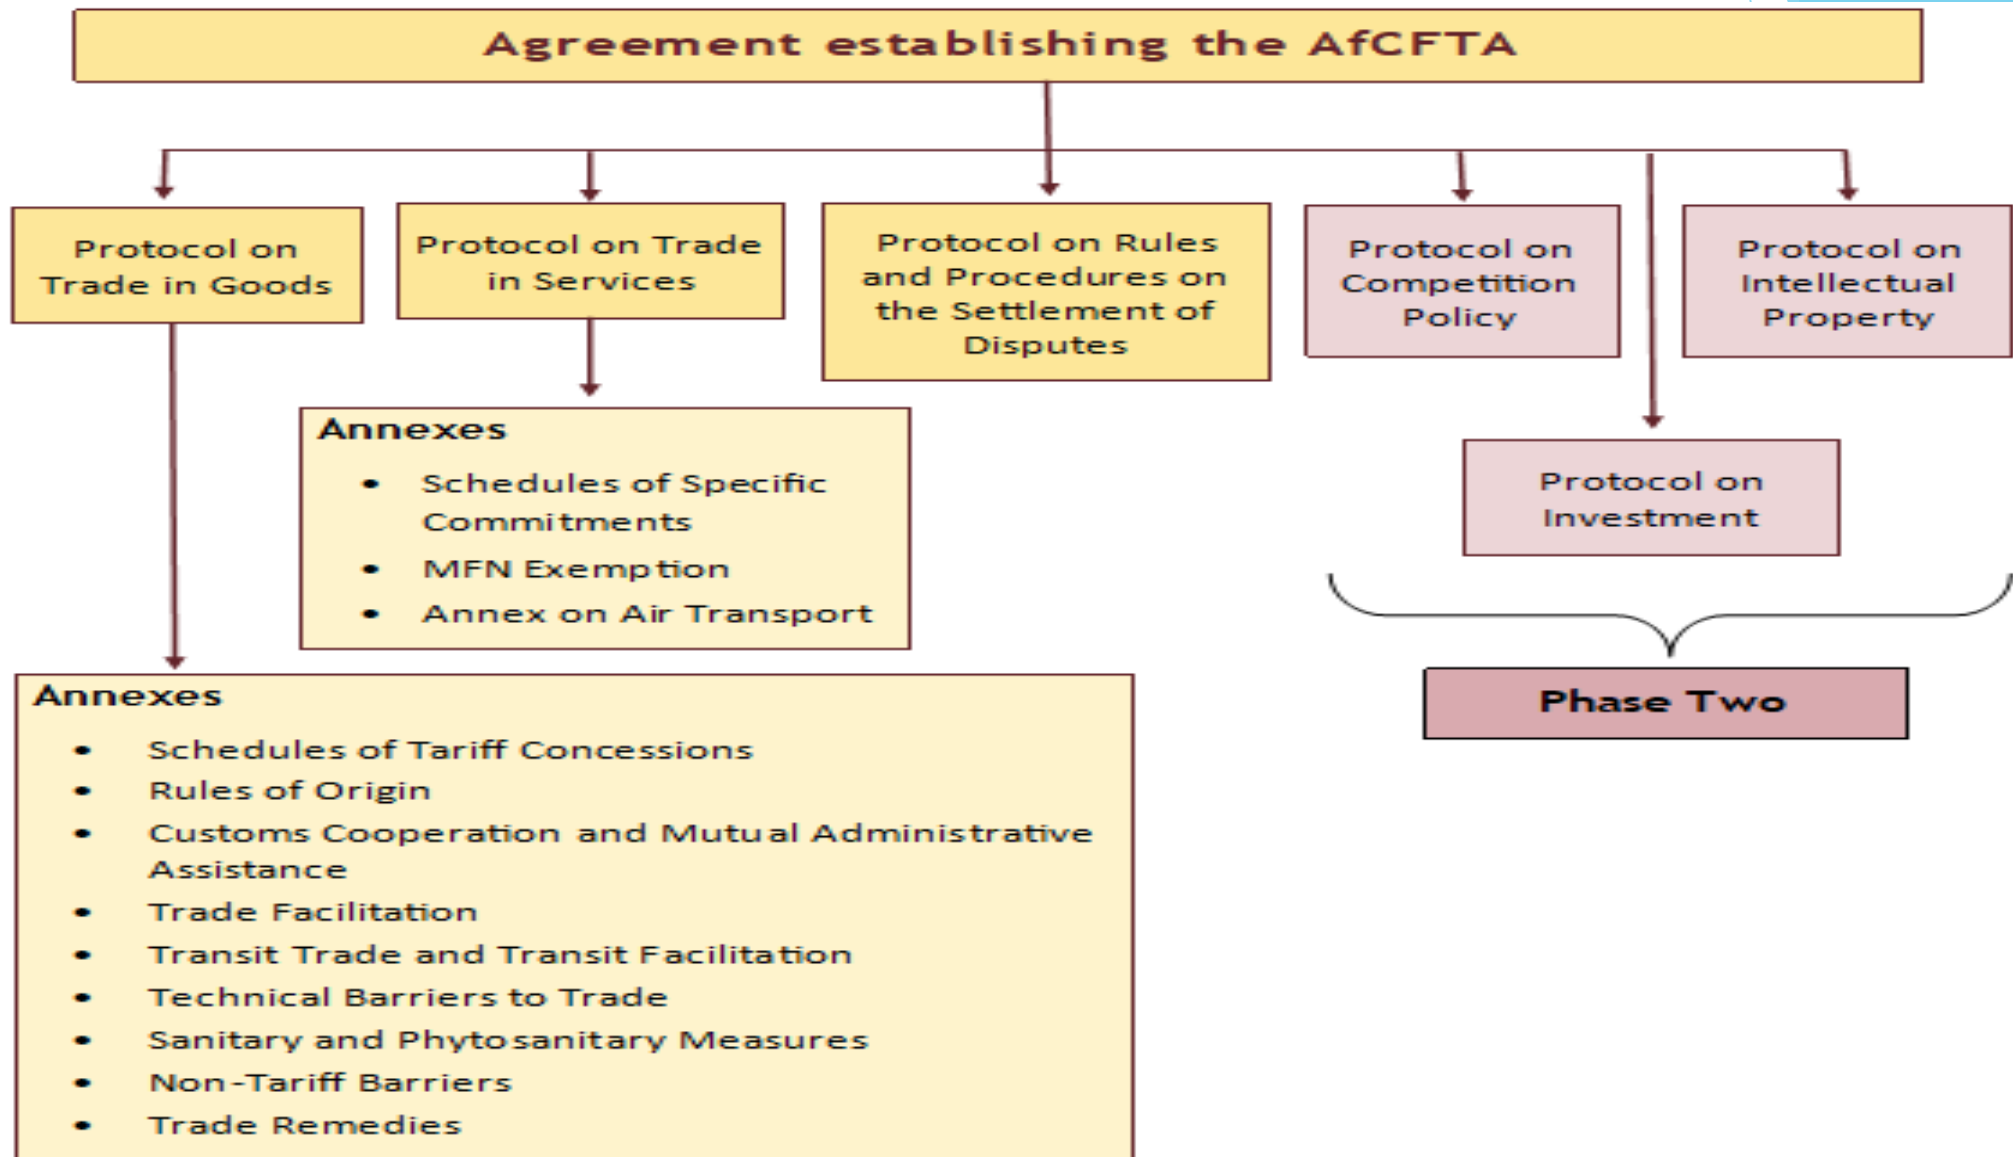 Agreement establishing the AfCFTA
Protocol on
Trade in Goods
Protocol on Trade
in Services
Protocol on Rules
and Procedures on
the Settlement of
Disputes
Protocol on
Competition
Policy
Protocol on
Intellectual
Property
Protocol on
Investment
Annexes
• Schedules of Specific
Commitments
• MFN Exemption
• Annex on Air Transport
Phase Two
Annexes
• Schedules of Tariff Concessions
• Rules of Origin
• Customs Cooperation and Mutual Administrative
Assistance
• Trade Facilitation
• Transit Trade and Transit Facilitation
• Technical Barriers to Trade
• Sanitary and Phytosanitary Measures
• Non-Tariff Barriers
• Trade Remedies